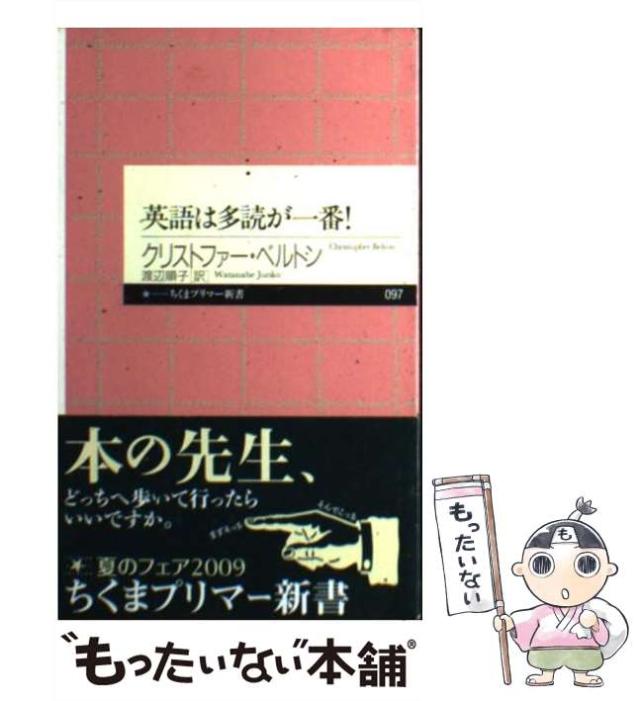 英語は多読が一番!
クリストファー・ベルトン
Christopher Belton
渡辺順子[訳] Watanabe Junko
★——ちくまプリマー新書 097
本の先生、
どっちへ歩いて行ったら
いいですか。
★ 夏のフェア2009
ちくまプリマー新書
"もったいない"本舗®
もったいない
も